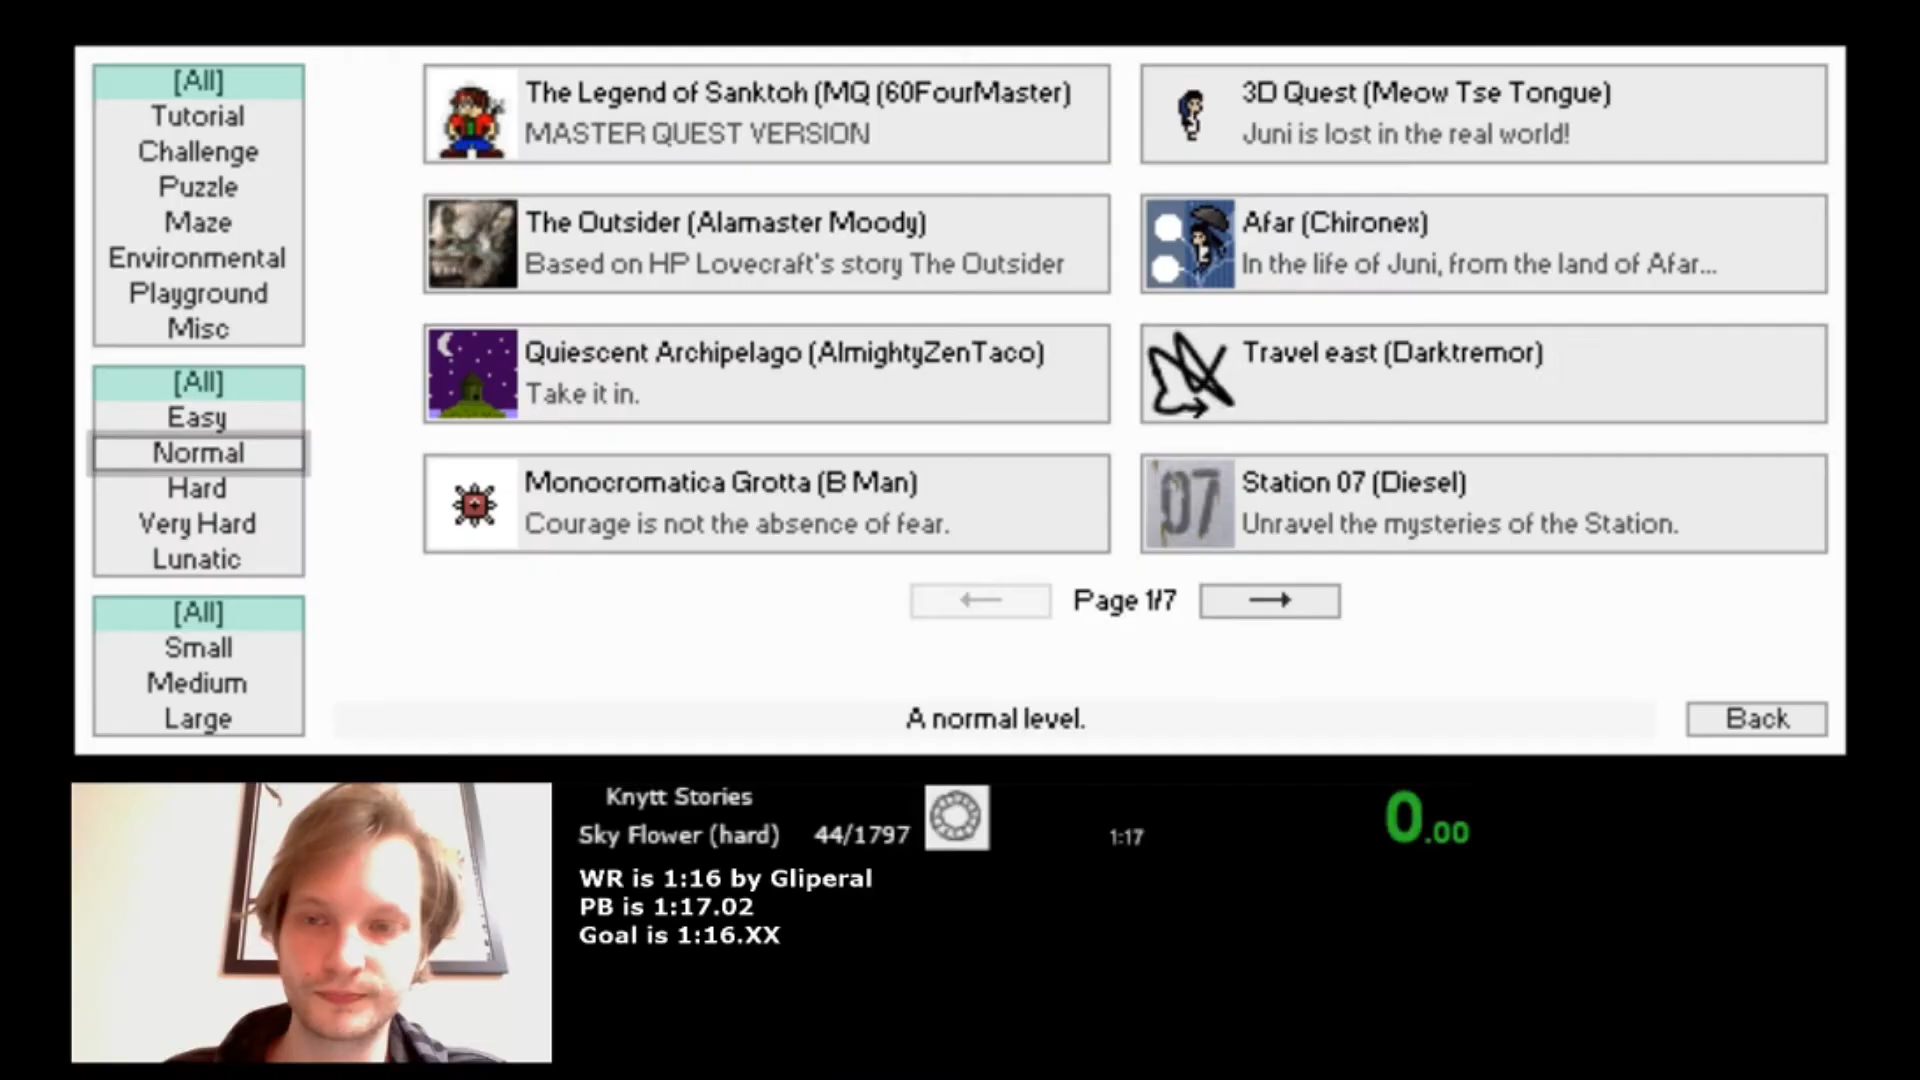 [All]
Tutorial
Challenge
Puzzle
Maze
Environmental
Playground
Misc
[All]
Easy
Normal
Hard
Very Hard
Lunatic
[All]
Small
Medium
Large
The Legend of Sanktoh (MQ (60FourMaster)
MASTER QUEST VERSION
3D Quest (Meow Tse Tongue)
Juni is lost in the real world!
The Outsider (Alamaster Moody)
Based on HP Lovecraft's story The Outsider
Afar (Chironex)
In the life of Juni, from the land of Afar...
Quiescent Archipelago (AlmightyZenTaco)
Take it in.
Travel east (Darktremor)
Monocromatica Grotta (B Man)
Courage is not the absence of fear.
07
Station 07 (Diesel)
Unravel the mysteries of the Station.
← Page 1/7 →
A normal level.
Back
Knytt Stories
Sky Flower (hard) 44/1797
1:17
0.00
WR is 1:16 by Gliperal
PB is 1:17.02
Goal is 1:16.XX